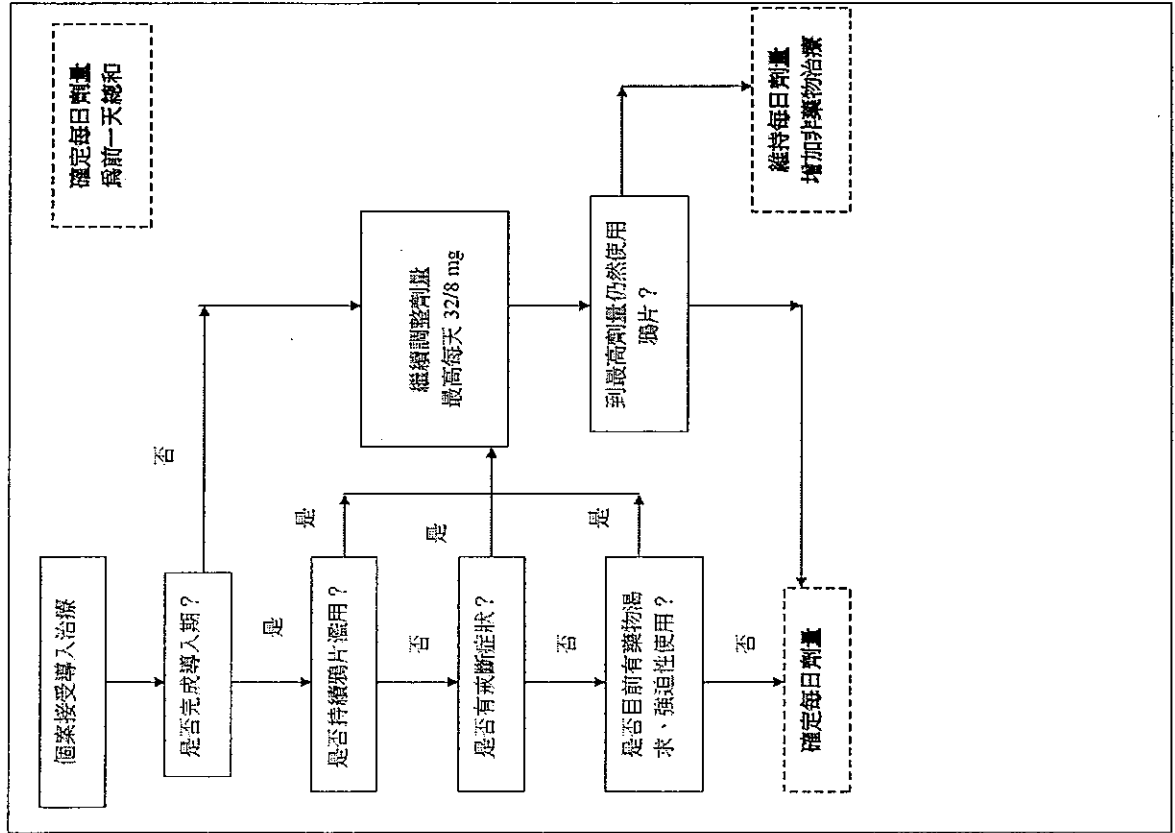 個案接受導入治療
是否完成導入期？
否
是
是否持續鴉片濫用？
是
否
是否有戒斷症狀？
是
否
是否目前有藥物渴
求、強迫性使用？
是
否
確定每日劑量
繼續調整劑量
最高每天 32/8 mg
到最高劑量仍然使用
鴉片？
確定每日劑量
為前一天總和
維持每日劑量
增加非藥物治療